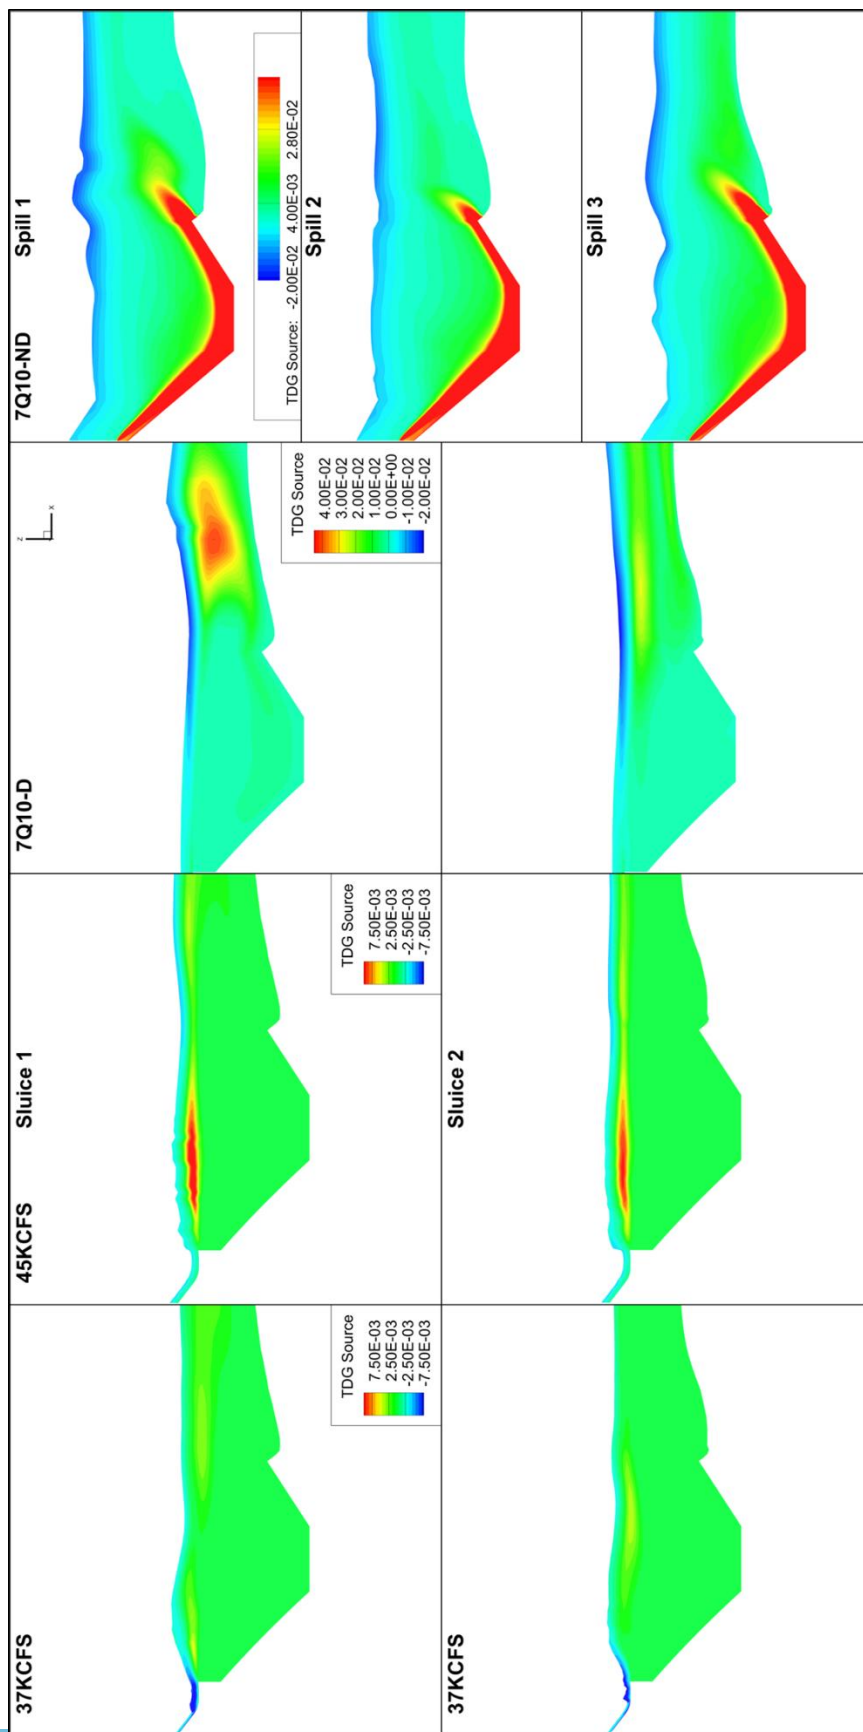 37KCFS
TDG Source
7.50E-03
2.50E-03
-2.50E-03
-7.50E-03
45KCFS
Sluice 1
TDG Source
7.50E-03
2.50E-03
-2.50E-03
-7.50E-03
7Q10-D
z
x
TDG Source
4.00E-02
3.00E-02
2.00E-02
1.00E-02
0.00E+00
-1.00E-02
-2.00E-02
7Q10-ND
Spill 1
TDG Source: -2.00E-02 4.00E-03 2.80E-02
Spill 2
Spill 3
37KCFS
Sluice 2